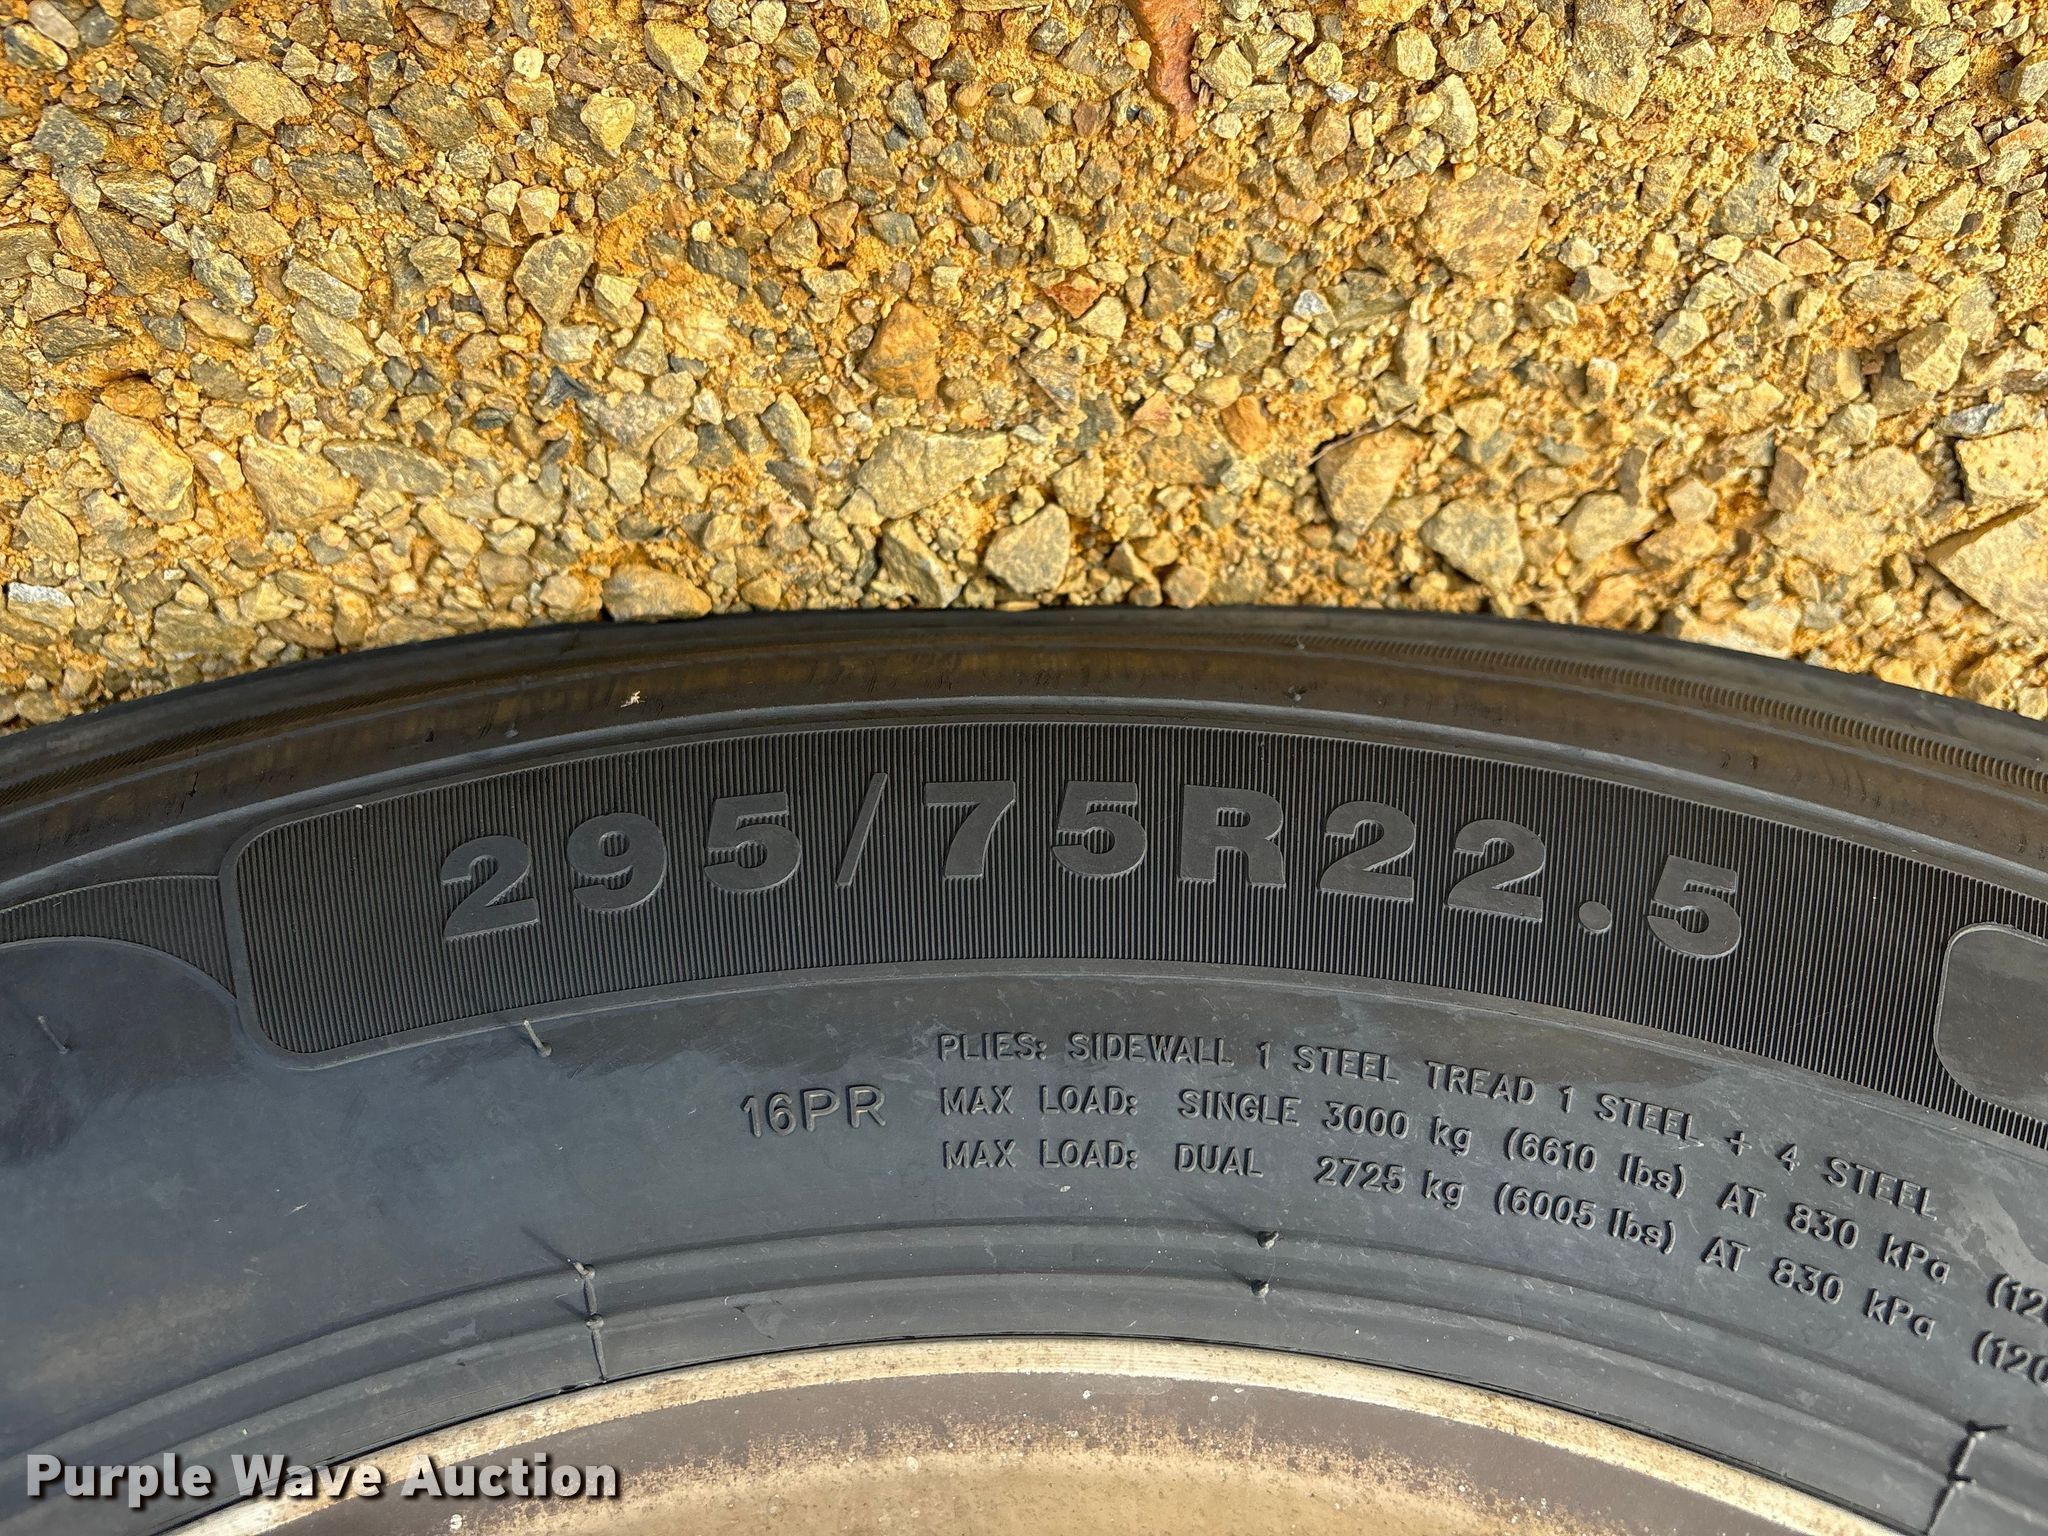 295/75R22.5
16PR
PLIES: SIDEWALL 1 STEEL TREAD 1 STEEL + 4 STEEL
MAX LOAD: SINGLE 3000 kg (6610 lbs) AT 830 kPa
MAX LOAD: DUAL 2725 kg (6005 lbs) AT 830 kPa (120
Purple Wave Auction